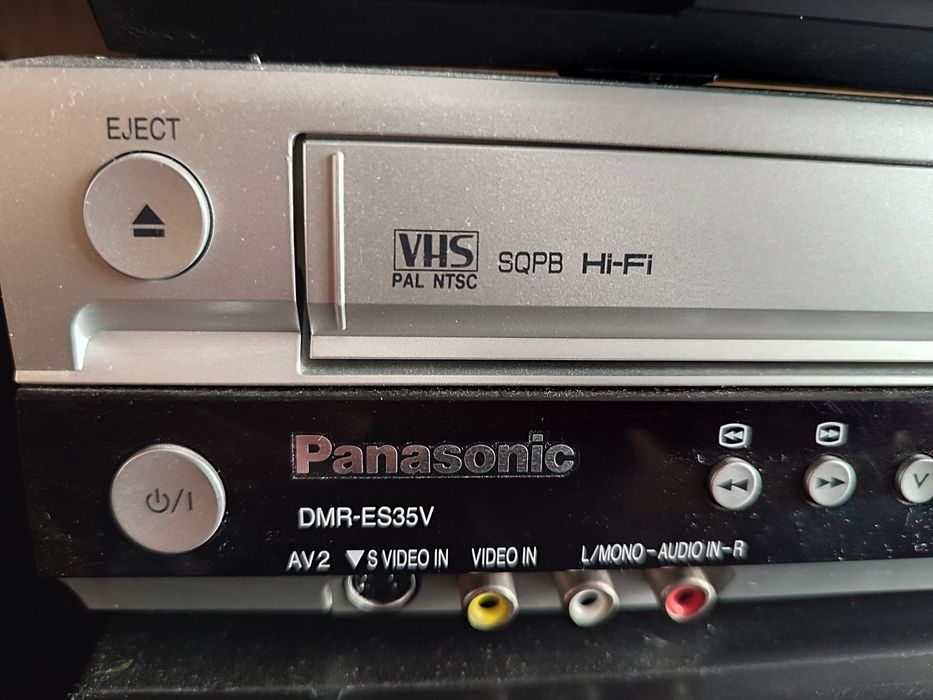 EJECT
VHS SQPB Hi-Fi
PAL NTSC
Panasonic
DMR-ES35V
AV2 ▼S VIDEO IN VIDEO IN L/MONO-AUDIO IN-R